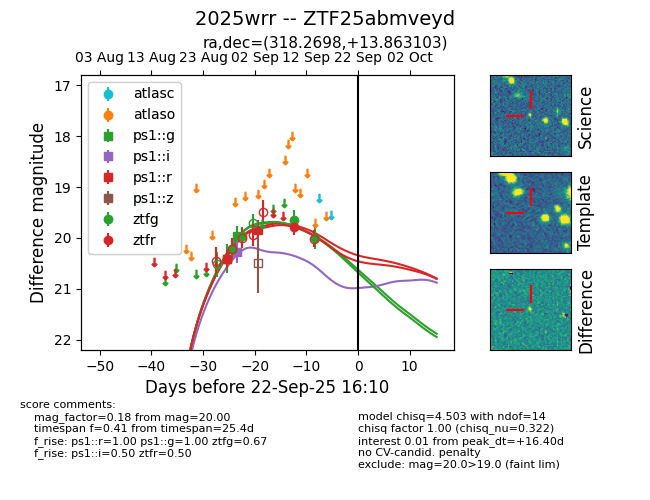 2025wrr -- ZTF25abmveyd
ra,dec=(318.2698,+13.863103)
03 Aug 13 Aug 23 Aug 02 Sep 12 Sep 22 Sep 02 Oct
17
18
19
20
21
22
Difference magnitude
atlasc
atlaso
ps1::g
ps1::i
ps1::r
ps1::z
ztfg
ztfr
−50 −40 −30 −20 −10 0 10
Days before 22-Sep-25 16:10
Science
Template
Difference
score comments:
mag_factor=0.18 from mag=20.00
timespan f=0.41 from timespan=25.4d
f_rise: ps1::r=1.00 ps1::g=1.00 ztfg=0.67
f_rise: ps1::i=0.50 ztfr=0.50
model chisq=4.503 with ndof=14
chisq factor 1.00 (chisq_nu=0.322)
interest 0.01 from peak_dt=+16.40d
no CV-candid. penalty
exclude: mag=20.0>19.0 (faint lim)